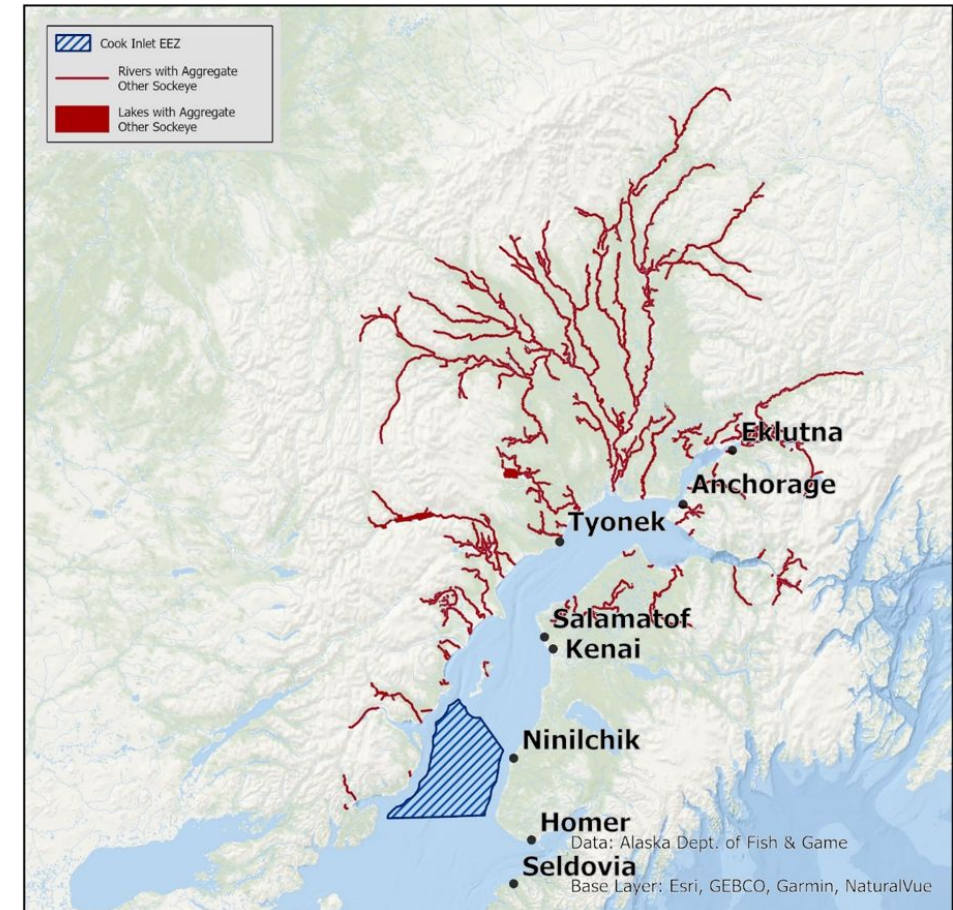 Cook Inlet EEZ
Rivers with Aggregate
Other Sockeye
Lakes with Aggregate
Other Sockeye
Eklutna
Anchorage
Tyonek
Salamatof
Kenai
Ninilchik
Homer
Data: Alaska Dept. of Fish & Game
Seldovia
Base Layer: Esri, GEBCO, Garmin, NaturalVue